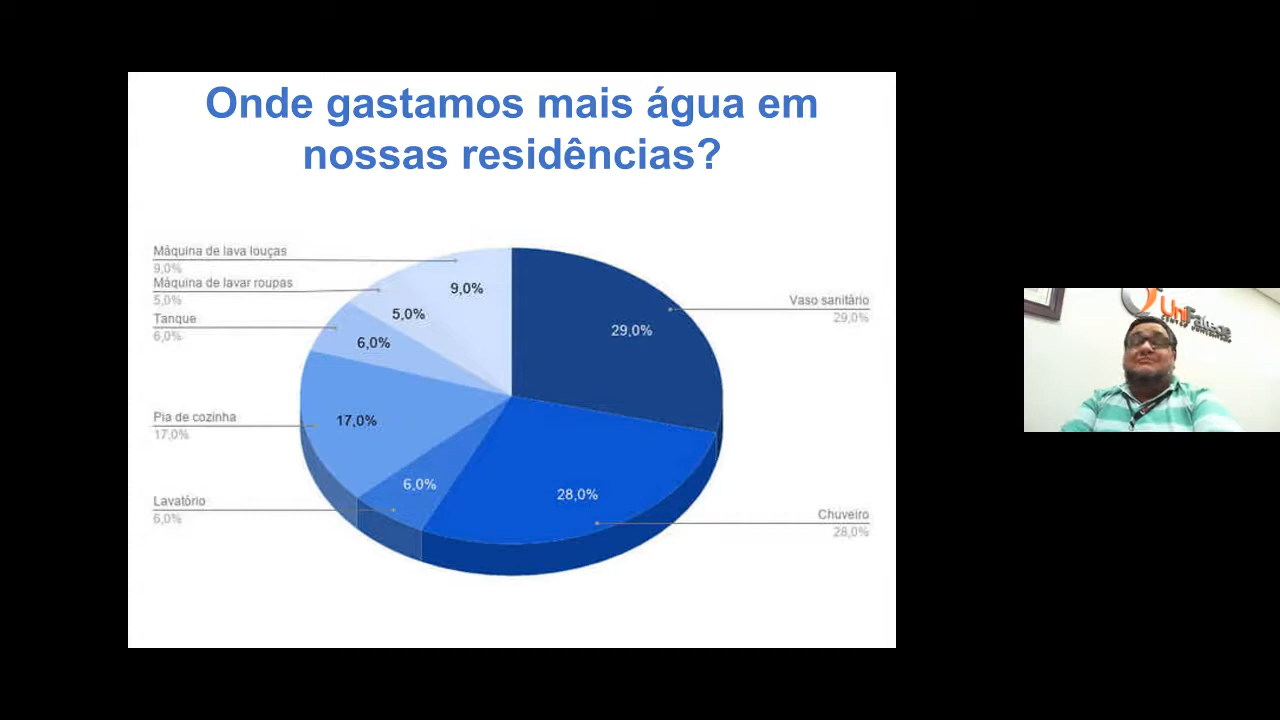 Onde gastamos mais água em
nossas residências?
Máquina de lava louças
9,0%
Máquina de lavar roupas
5,0%
Tanque
6,0%
Pia de cozinha
17,0%
Lavatório
6,0%
9,0%
5,0%
6,0%
17,0%
6,0%
29,0%
28,0%
Vaso sanitário
29,0%
Chuveiro
28,0%